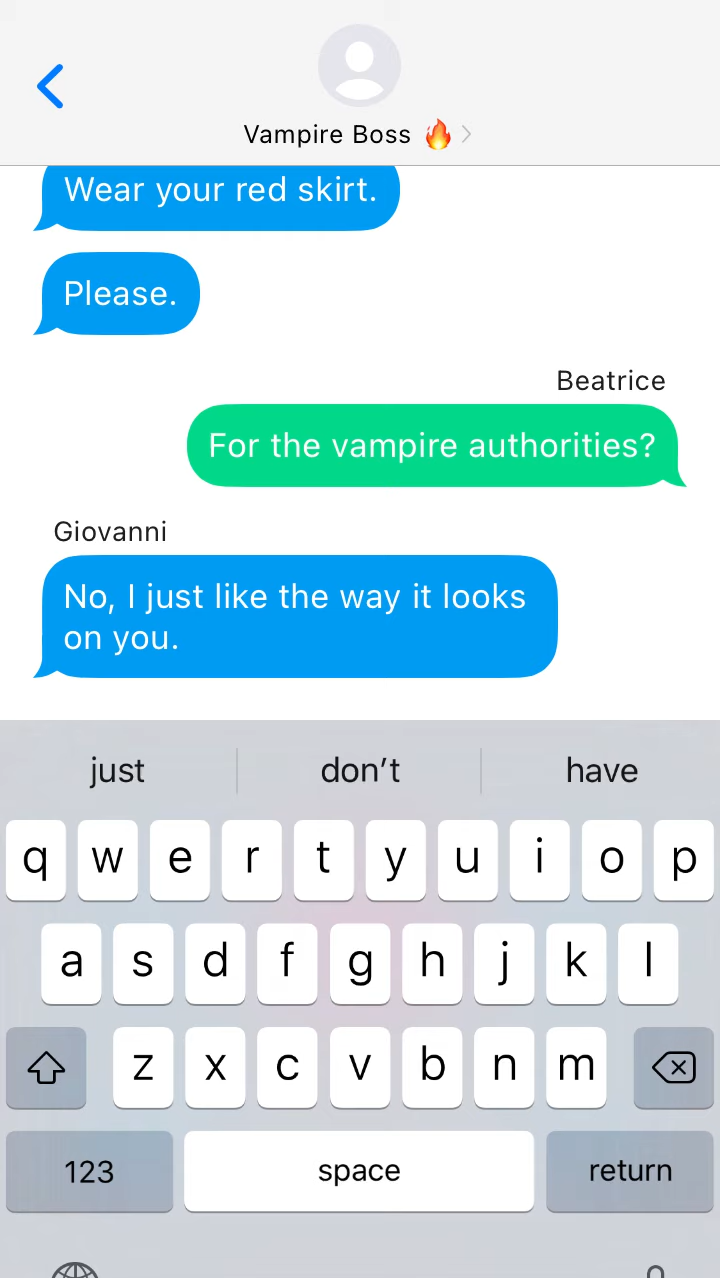 Vampire Boss 🔥
Wear your red skirt.
Please.
Beatrice
For the vampire authorities?
Giovanni
No, I just like the way it looks
on you.
just don't have
q w e r t y u i o p
a s d f g h j k l
z x c v b n m
123 space return